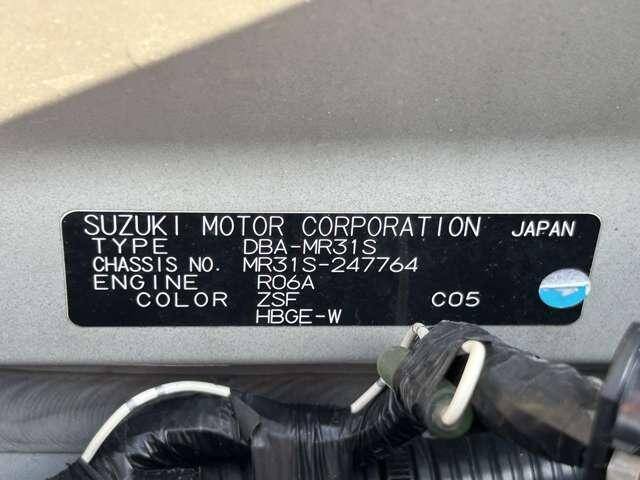 SUZUKI MOTOR CORPORATION JAPAN
TYPE DBA-MR31S
CHASSIS NO. MR31S-247764
ENGINE R06A
COLOR ZSF C05
HBGE-W